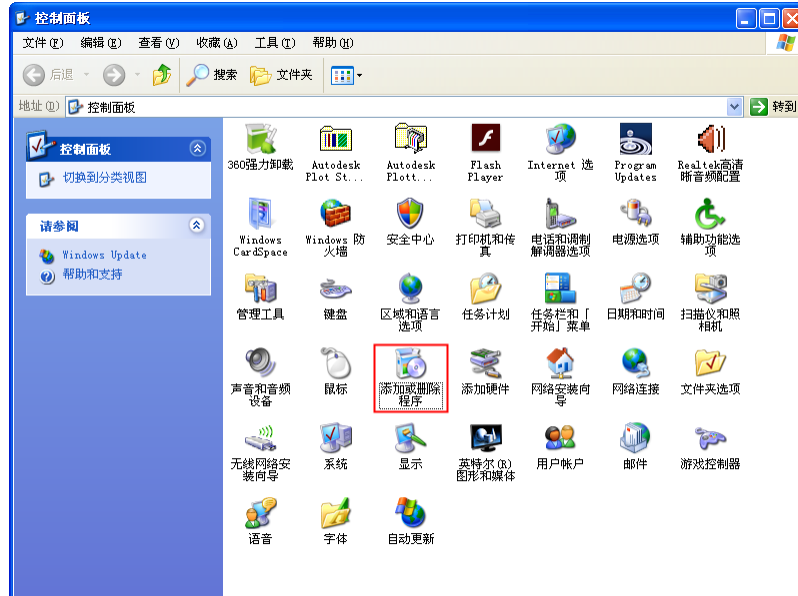 控制面板
文件(F) 编辑(E) 查看(V) 收藏(A) 工具(T) 帮助(H)
后退 搜索 文件夹
地址(D) 控制面板 转到
控制面板
切换到分类视图
请参阅
Windows Update
帮助和支持
360强力卸载
Autodesk
Plot St...
Autodesk
Plott...
Flash
Player
Internet 选
项
Program
Updates
Realtek高清
晰音频配置
Windows
CardSpace
Windows 防
火墙
安全中心
打印机和传
真
电话和调制
解调器选项
电源选项
辅助功能选
项
管理工具
键盘
区域和语言
选项
任务计划
任务栏和「
开始」菜单
日期和时间
扫描仪和照
相机
声音和音频
设备
鼠标
添加或删除
程序
添加硬件
网络安装向
导
网络连接
文件夹选项
无线网络安
装向导
系统
显示
英特尔(R)
图形和媒体
用户帐户
邮件
游戏控制器
语音
字体
自动更新